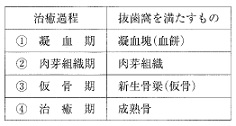 治癒過程 抜歯窩を満たすもの
① 凝血期 凝血塊(血餅)
② 肉芽組織期 肉芽組織
③ 仮骨期 新生骨梁(仮骨)
④ 治癒期 成熟骨